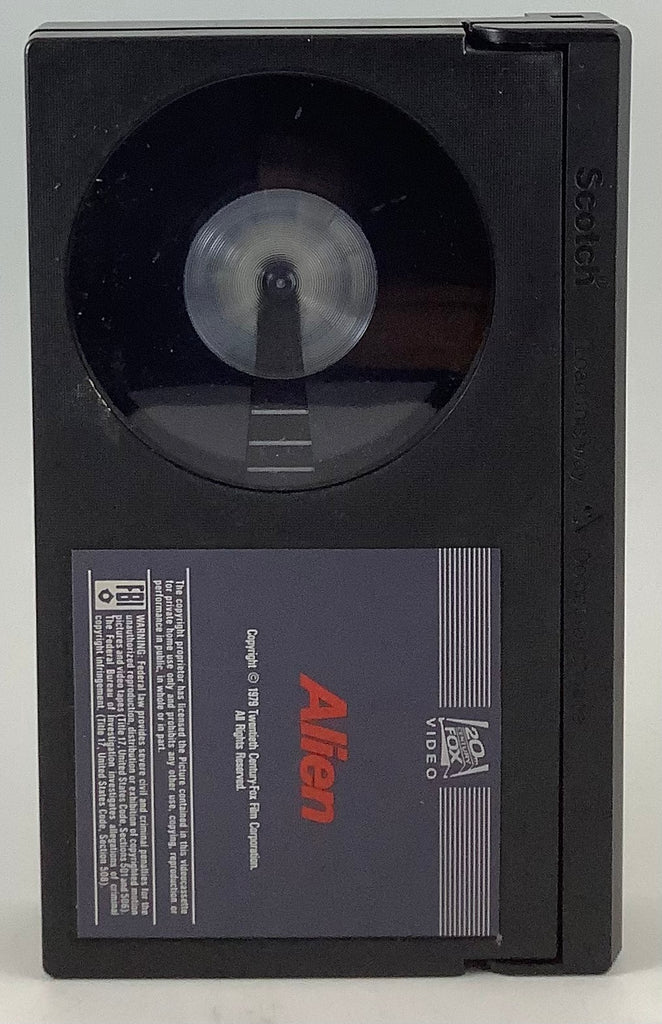 Scotch®
20th
CENTURY
FOX
VIDEO
Alien
Copyright © 1979 Twentieth Century-Fox Film Corporation.
All Rights Reserved.
The copyright proprietor has licensed the Picture contained in this videocassette
for private home use only and prohibits any other use, copying, reproduction or
performance in public, in whole or in part.
FBI
WARNING: Federal law provides severe civil and criminal penalties for the
unauthorized reproduction, distribution or exhibition of copyrighted motion
pictures and video tapes (Title 17, United States Code, Sections 501 and 506).
The Federal Bureau of Investigation investigates allegations of criminal
copyright infringement. (Title 17, United States Code, Section 506).